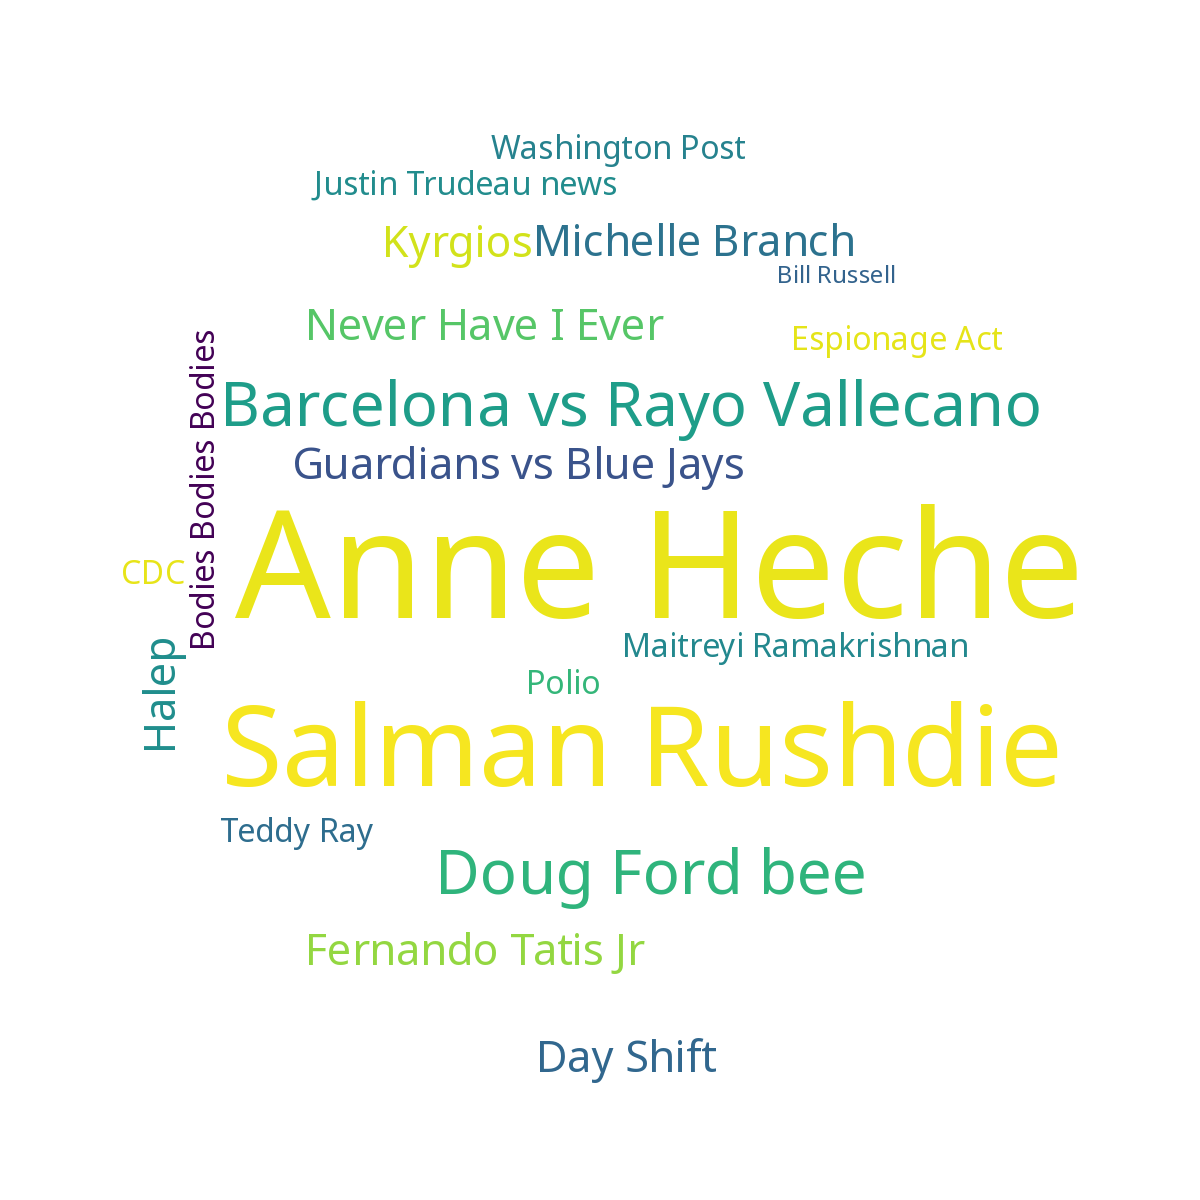 Washington Post
Justin Trudeau news
Kyrgios
Michelle Branch
Bill Russell
Never Have I Ever
Espionage Act
Barcelona vs Rayo Vallecano
Guardians vs Blue Jays
Bodies Bodies Bodies
Anne Heche
CDC
Maitreyi Ramakrishnan
Halep
Polio
Salman Rushdie
Teddy Ray
Doug Ford bee
Fernando Tatis Jr
Day Shift